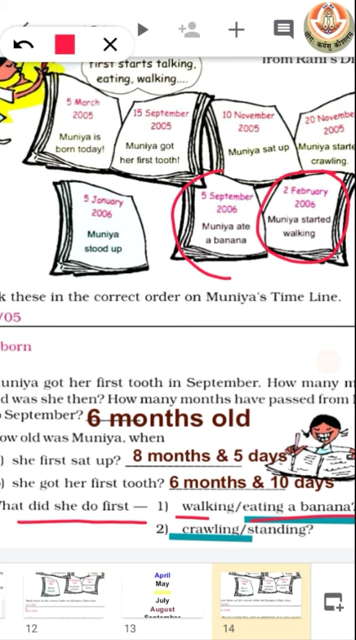 from Rani's Di
first starts talking,
eating, walking....
5 March
2005
Muniya is
born today!
15 September
2005
Muniya got
her first tooth!
10 November
2005
Muniya sat up
20 Novembe
2005
Muniya starte
crawling.
5 January
2006
Muniya
stood up
5 September
2006
Muniya ate
a banana
2 February
2006
Muniya started
walking
k these in the correct order on Muniya's Time Line.
/05
born
uniya got her first tooth in September. How many m
d was she then? How many months have passed from
September? 6 months old
ow old was Muniya, when
) she first sat up? 8 months & 5 days
) she got her first tooth? 6 months & 10 days
hat did she do first — 1) walking/eating a banana?
2) crawling/standing?
12
13
April
May
June
July
August
September
14